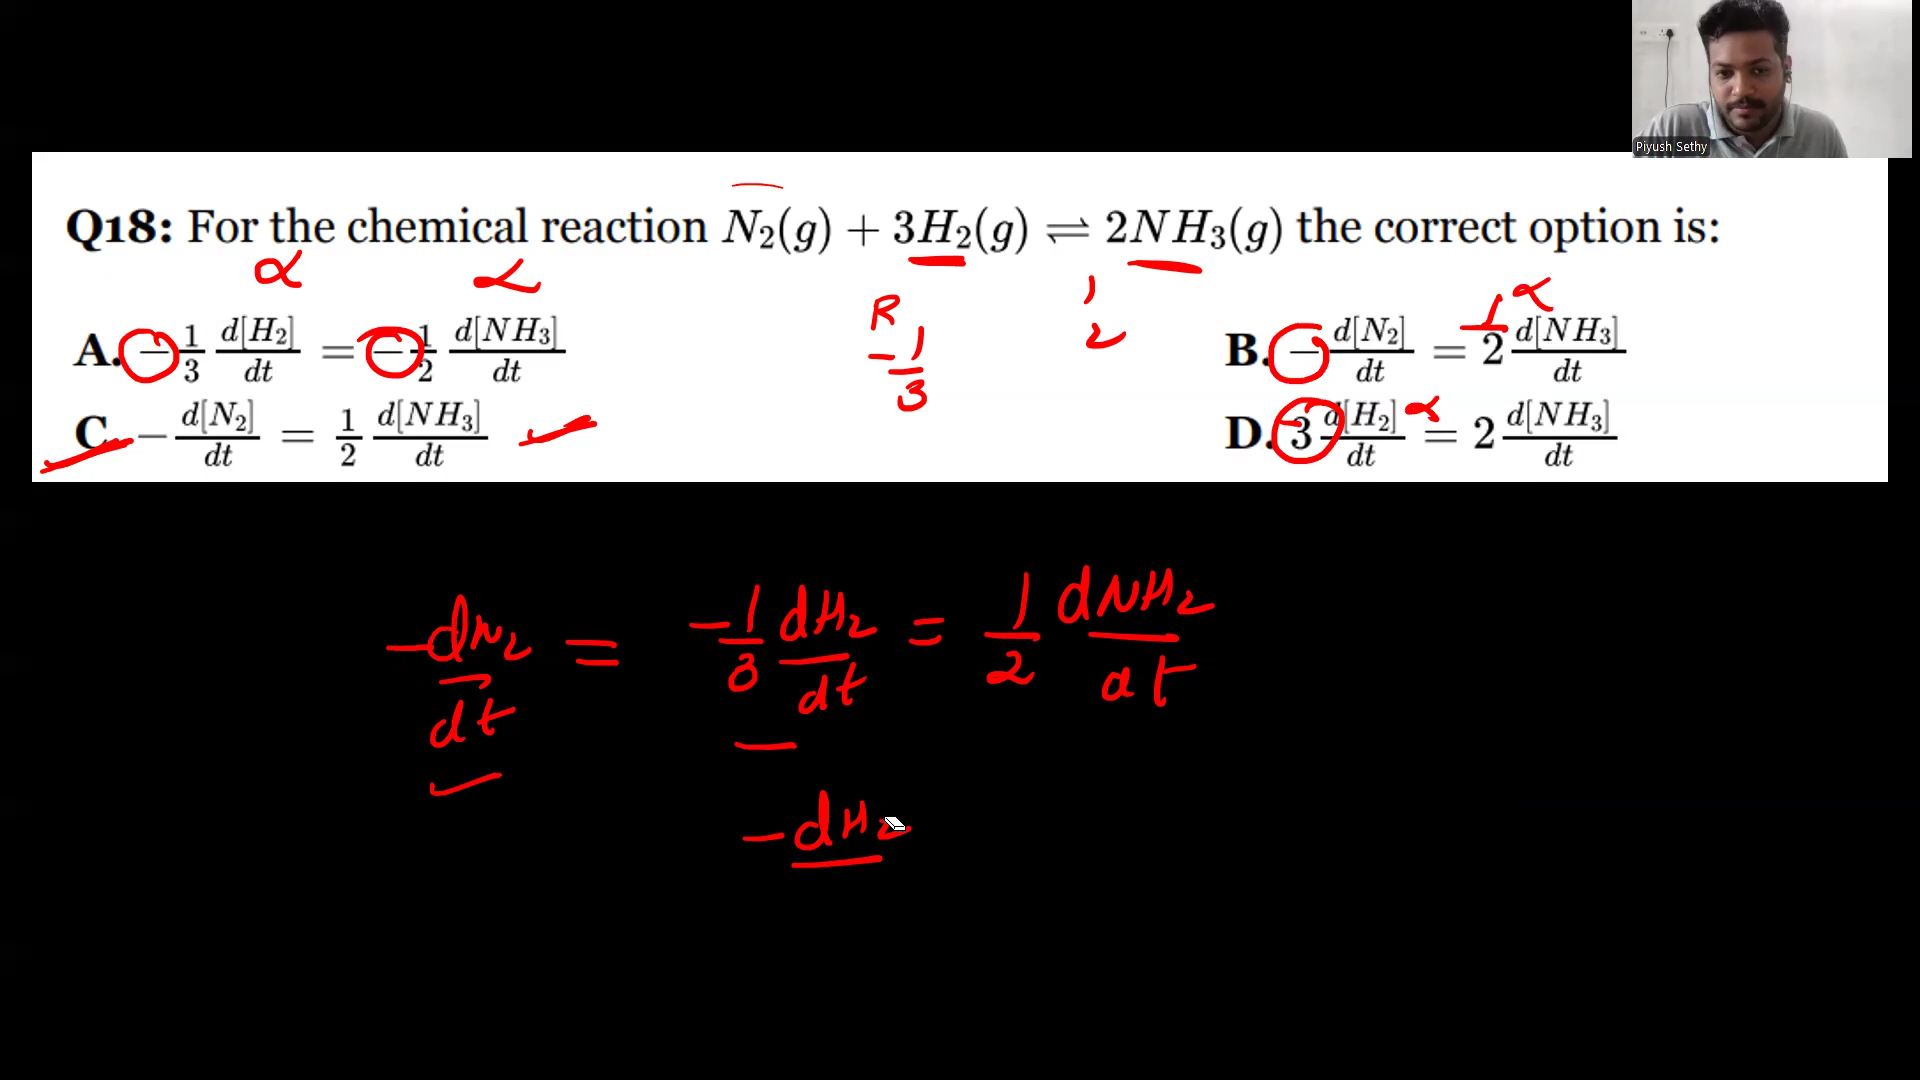 Piyush Sethy
Q18: For the chemical reaction N₂(g) + 3H₂(g) ⇌ 2NH₃(g) the correct option is:
α α
R
-1/3
1
2
1 α
A. -1/3 d[H₂]/dt = -1/2 d[NH₃]/dt
B. -d[N₂]/dt = 2 d[NH₃]/dt
C. -d[N₂]/dt = 1/2 d[NH₃]/dt
D. 3 d[H₂]/dt = 2 d[NH₃]/dt
α
-dN₂/dt = -1/3 dH₂/dt = 1/2 dNH₂/dt
-dH₂